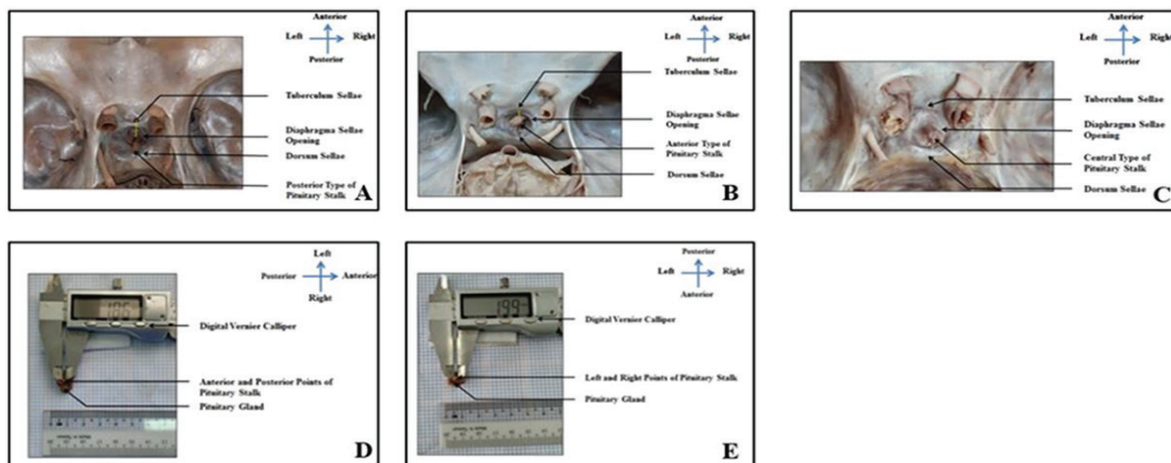 Anterior
Left
Right
Posterior
Tuberculum Sellae
Diaphragma Sellae
Opening
Dorsum Sellae
Posterior Type of
Pituitary Stalk
A
Anterior
Left
Right
Posterior
Tuberculum Sellae
Diaphragma Sellae
Opening
Anterior Type of
Pituitary Stalk
Dorsum Sellae
B
Anterior
Left
Right
Posterior
Tuberculum Sellae
Diaphragma Sellae
Opening
Central Type of
Pituitary Stalk
Dorsum Sellae
C
Left
Posterior
Anterior
Right
Digital Vernier Calliper
Anterior and Posterior Points of
Pituitary Stalk
Pituitary Gland
D
Posterior
Left
Right
Anterior
1.99
Digital Vernier Calliper
Left and Right Points of Pituitary Stalk
Pituitary Gland
E